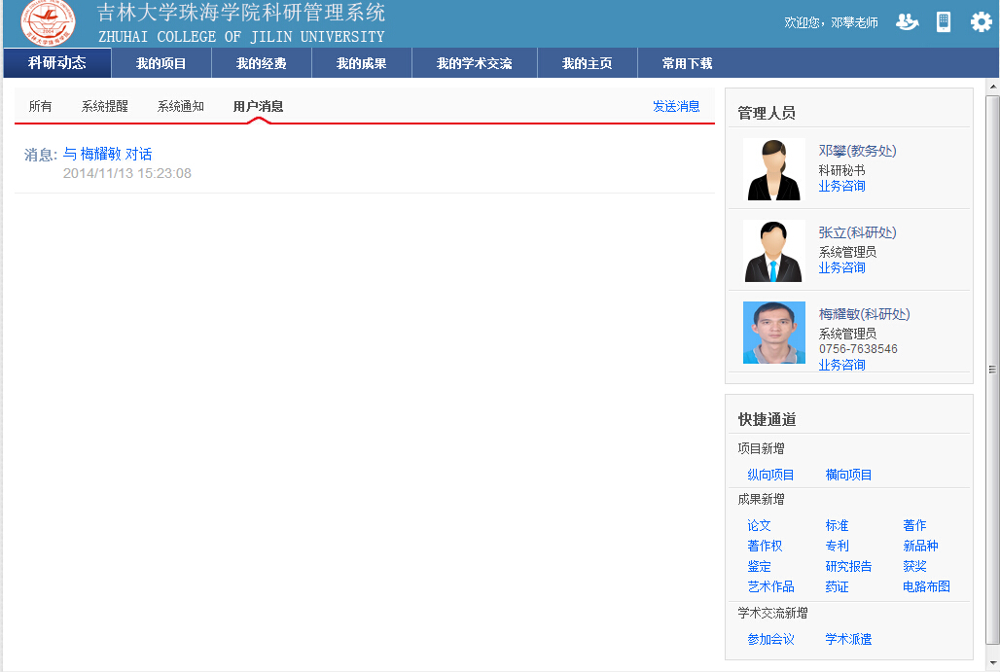 吉林大学珠海学院科研管理系统
ZHUHAI COLLEGE OF JILIN UNIVERSITY
欢迎您，邓攀老师
科研动态 我的项目 我的经费 我的成果 我的学术交流 我的主页 常用下载
所有 系统提醒 系统通知 用户消息 发送消息
消息: 与 梅耀敏 对话
2014/11/13 15:23:08
管理人员
邓攀(教务处)
科研秘书
业务咨询
张立(科研处)
系统管理员
业务咨询
梅耀敏(科研处)
系统管理员
0756-7638546
业务咨询
快捷通道
项目新增
纵向项目 横向项目
成果新增
论文 标准 著作
著作权 专利 新品种
鉴定 研究报告 获奖
艺术作品 药证 电路布图
学术交流新增
参加会议 学术派遣